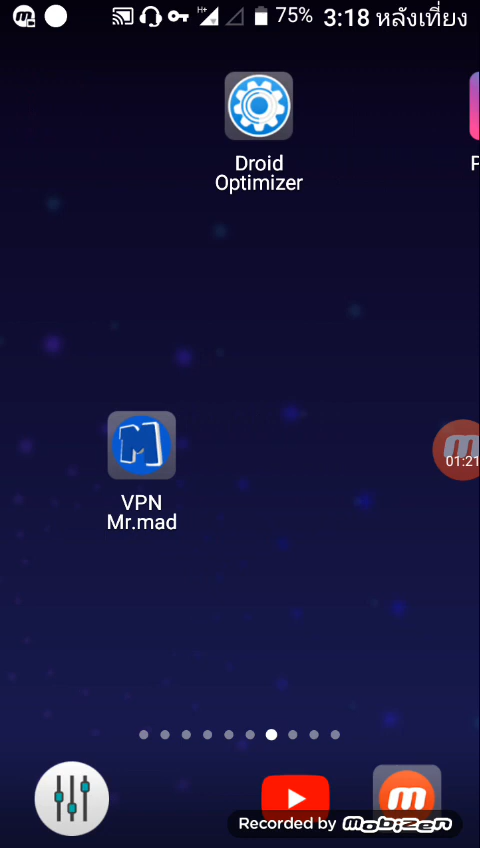 H+
75% 3:18 หลังเที่ยง
Droid
Optimizer
P
VPN
Mr.mad
01:21
Recorded by mobizen